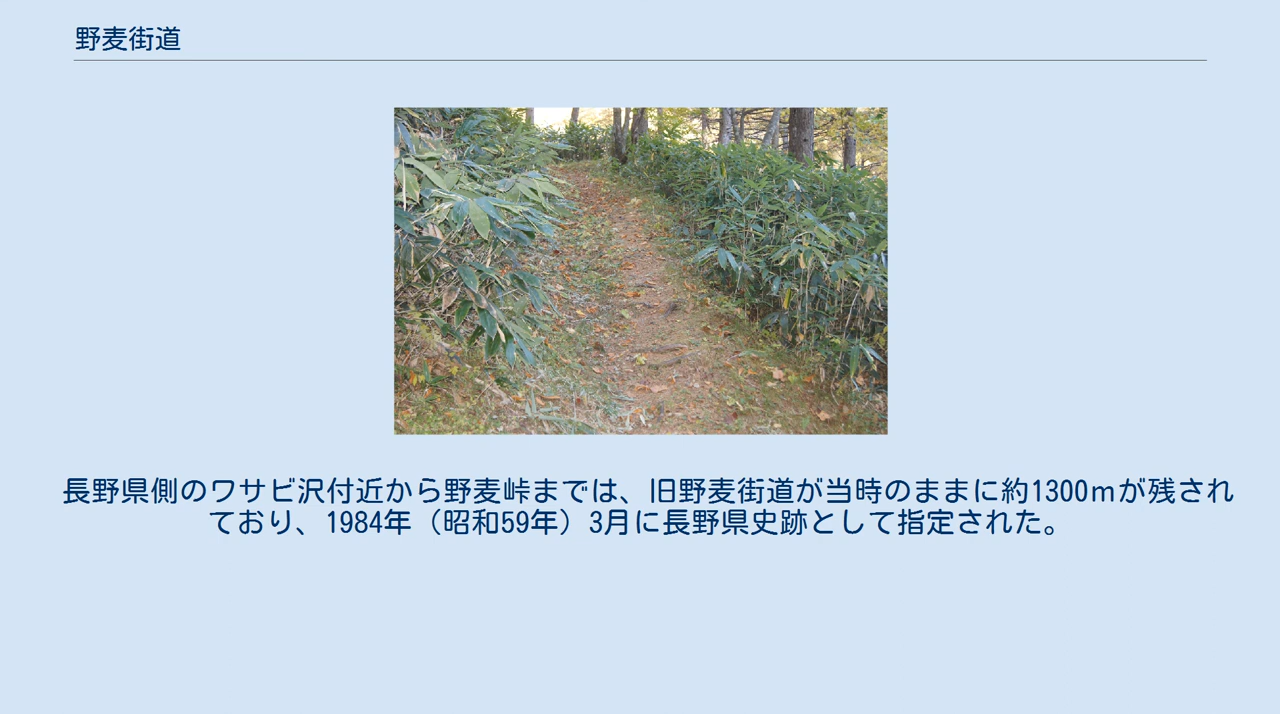 野麦街道
長野県側のワサビ沢付近から野麦峠までは、旧野麦街道が当時のままに約1300ｍが残され
ており、1984年（昭和59年）3月に長野県史跡として指定された。